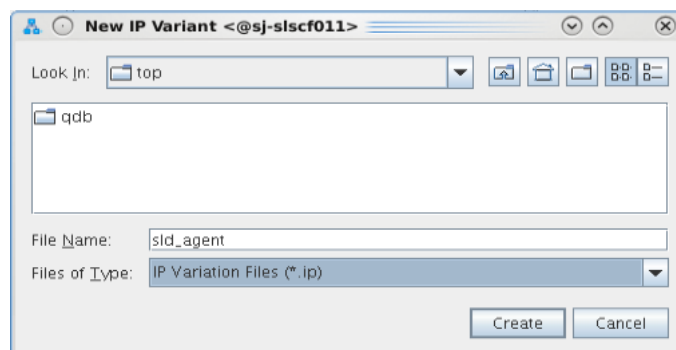 New IP Variant <@sj-slscf011>
Look In: top
qdb
File Name: sld_agent
Files of Type: IP Variation Files (*.ip)
Create Cancel